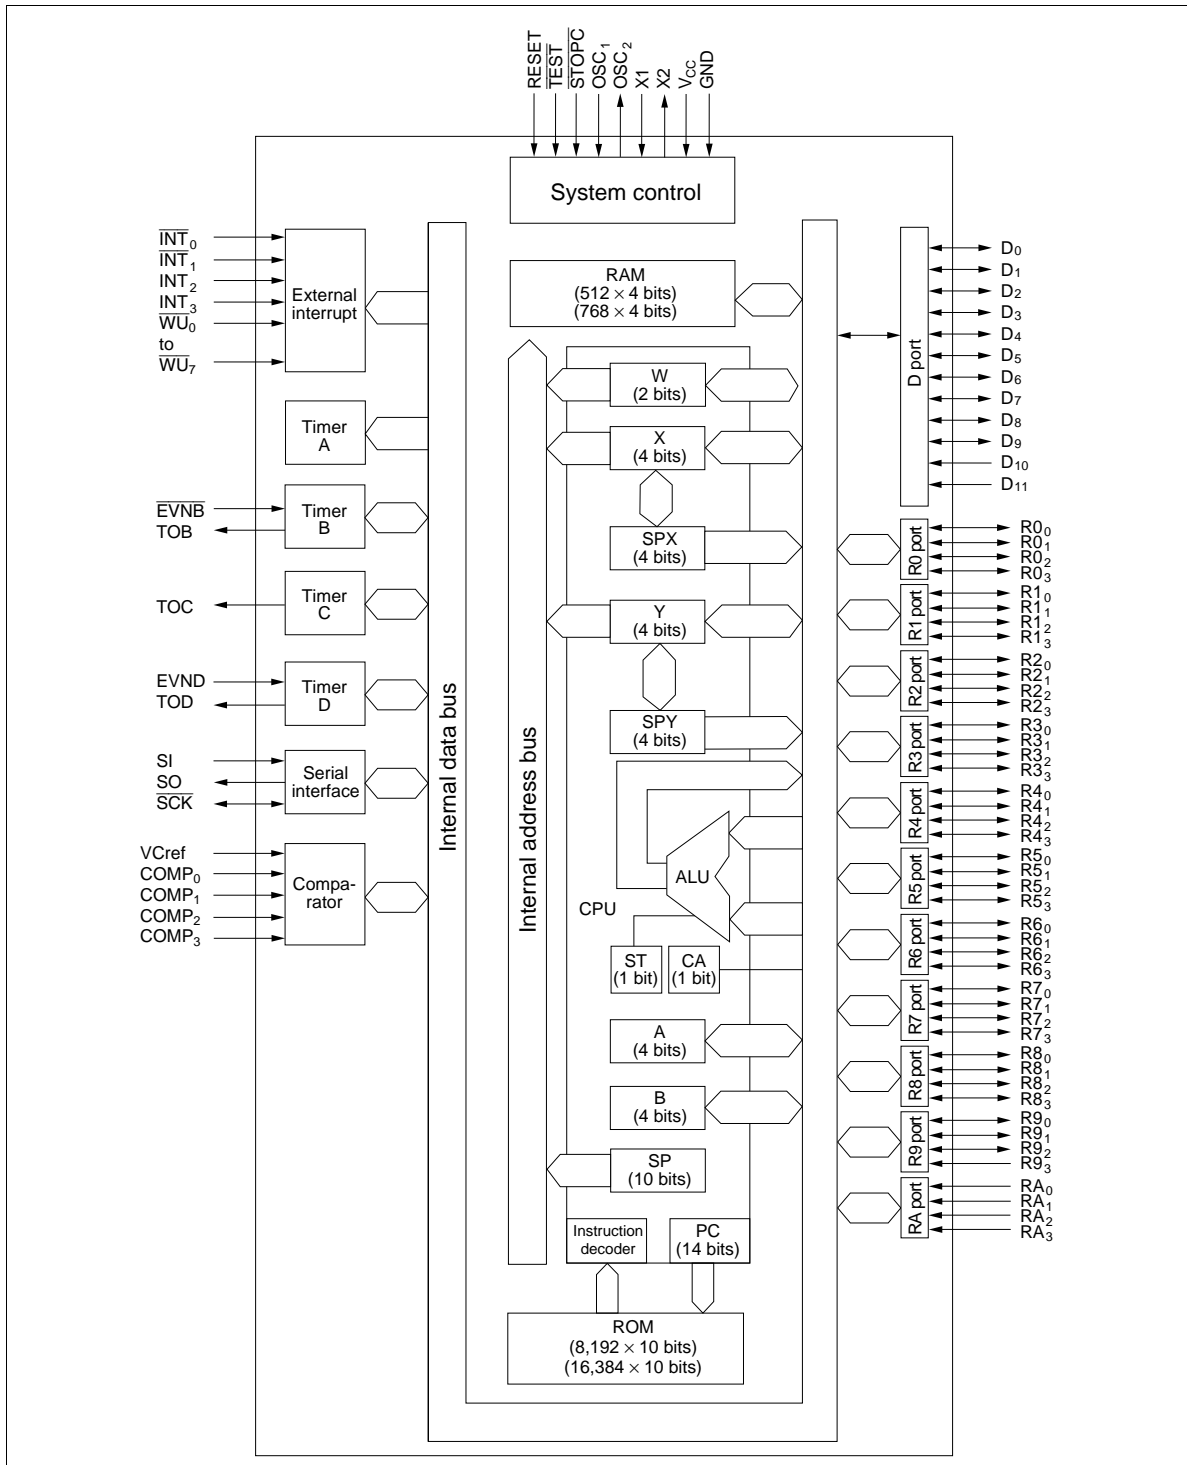 RESET
TEST
STOPC
OSC1
OSC2
X1
X2
VCC
GND
System control
INT0
INT1
INT2
INT3
WU0
to
WU7
External
interrupt
Timer
A
EVNB
TOB
Timer
B
TOC
Timer
C
EVND
TOD
Timer
D
SI
SO
SCK
Serial
interface
VCref
COMP0
COMP1
COMP2
COMP3
Compa-
rator
Internal data bus
Internal address bus
RAM
(512 × 4 bits)
(768 × 4 bits)
W
(2 bits)
X
(4 bits)
SPX
(4 bits)
Y
(4 bits)
SPY
(4 bits)
ALU
CPU
ST
(1 bit)
CA
(1 bit)
A
(4 bits)
B
(4 bits)
SP
(10 bits)
Instruction
decoder
PC
(14 bits)
ROM
(8,192 × 10 bits)
(16,384 × 10 bits)
D port
D0
D1
D2
D3
D4
D5
D6
D7
D8
D9
D10
D11
R0 port
R00
R01
R02
R03
R1 port
R10
R11
R12
R13
R2 port
R20
R21
R22
R23
R3 port
R30
R31
R32
R33
R4 port
R40
R41
R42
R43
R5 port
R50
R51
R52
R53
R6 port
R60
R61
R62
R63
R7 port
R70
R71
R72
R73
R8 port
R80
R81
R82
R83
R9 port
R90
R91
R92
R93
RA port
RA0
RA1
RA2
RA3